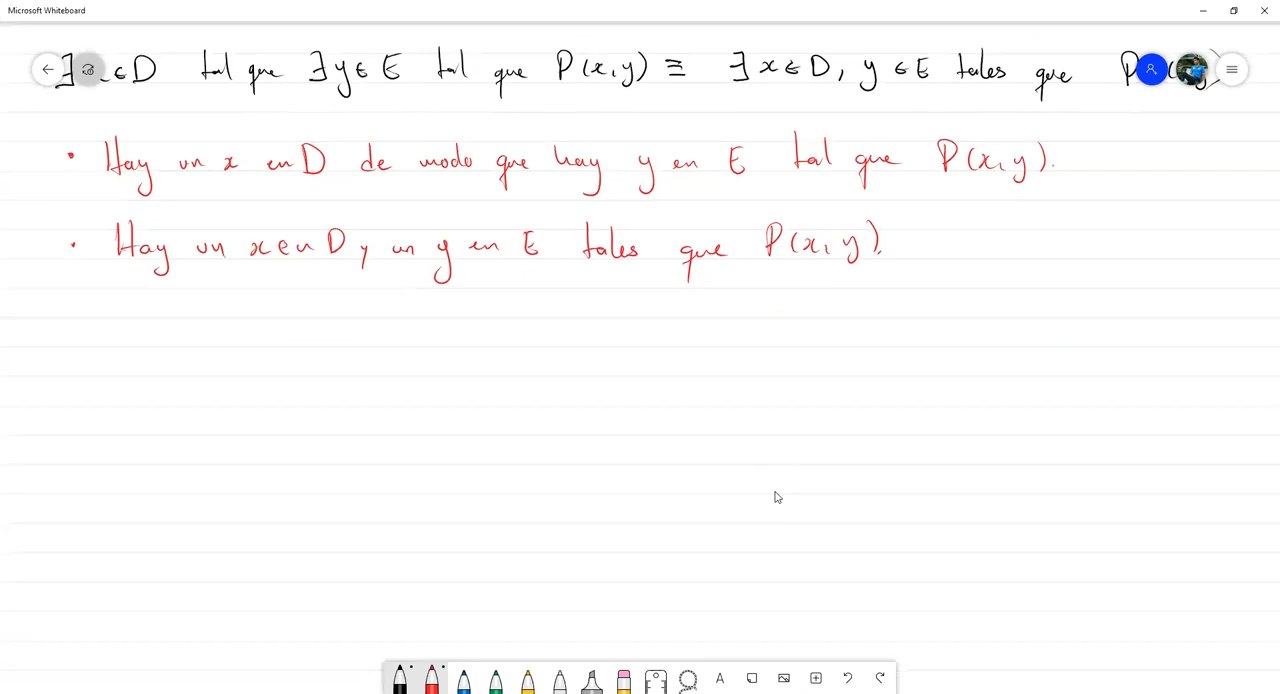 Microsoft Whiteboard
∃ x ∈ D tal que ∃ y ∈ E tal que P(x,y) ≡ ∃ x ∈ D, y ∈ E tales que P(x,y)
• Hay un x en D de modo que hay y en E tal que P(x,y).
• Hay un x en D y un y en E tales que P(x,y).
A